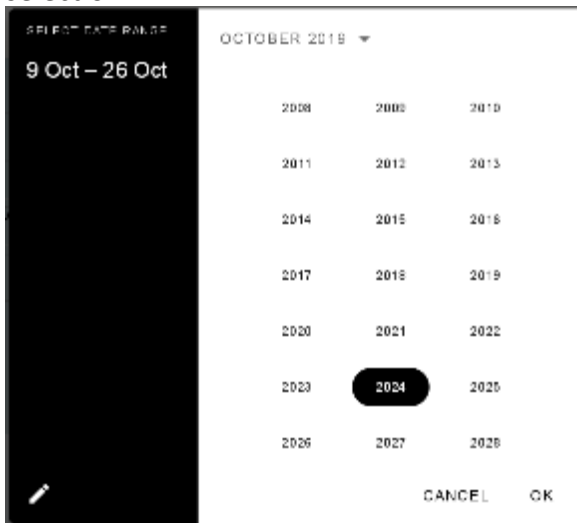 SELECT DATE RANGE
9 Oct – 26 Oct
OCTOBER 2019
2008 2009 2010
2011 2012 2013
2014 2015 2016
2017 2018 2019
2020 2021 2022
2023 2024 2025
2026 2027 2028
CANCEL OK